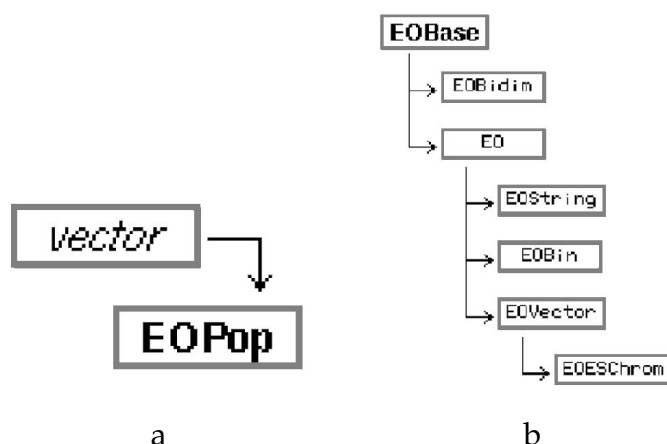 EOBase
EOBidim
EO
EOString
EOBin
EOVector
EOESChrom
vector
EOPop
a
b